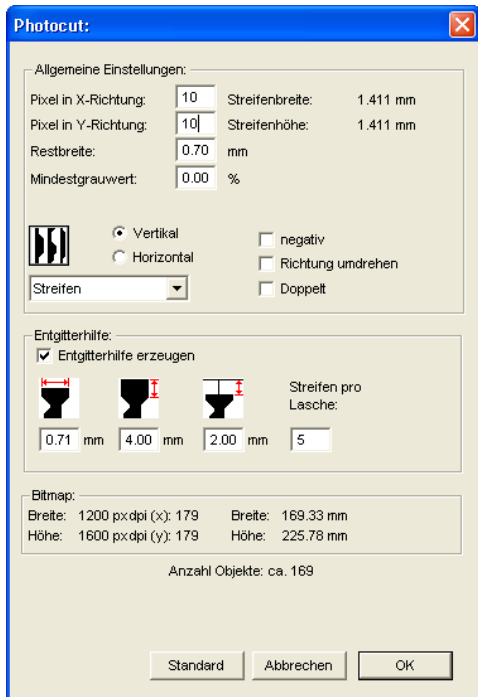 Photocut:
Allgemeine Einstellungen:
Pixel in X-Richtung: 10 Streifenbreite: 1.411 mm
Pixel in Y-Richtung: 10 Streifenhöhe: 1.411 mm
Restbreite: 0.70 mm
Mindestgrauwert: 0.00 %
Vertikal
Horizontal
negativ
Richtung umdrehen
Doppelt
Streifen
Entgitterhilfe:
Entgitterhilfe erzeugen
Streifen pro
Lasche:
0.71 mm 4.00 mm 2.00 mm 5
Bitmap:
Breite: 1200 px dpi (x): 179 Breite: 169.33 mm
Höhe: 1600 px dpi (y): 179 Höhe: 225.78 mm
Anzahl Objekte: ca. 169
Standard Abbrechen OK